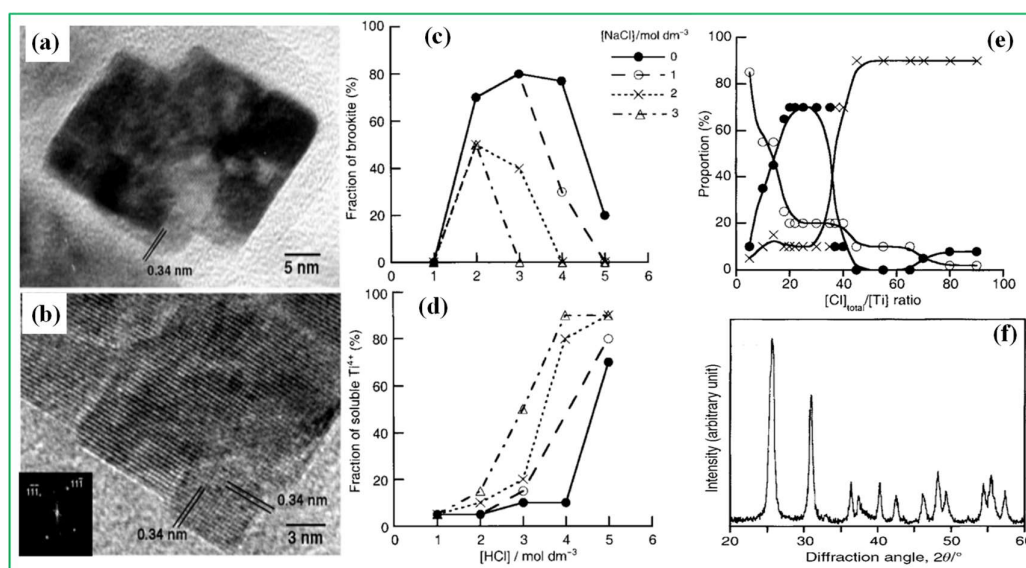 (a)
0.34 nm
5 nm
(b)
111
111
0.34 nm
0.34 nm
3 nm
(c)
[NaCl]/mol dm⁻³
0
1
2
3
Fraction of brookite (%)
100
80
60
40
20
0
0 1 2 3 4 5 6
(d)
Fraction of soluble Ti⁴⁺ (%)
100
80
60
40
20
0
0 1 2 3 4 5 6
[HCl] / mol dm⁻³
(e)
Proportion (%)
100
80
60
40
20
0
0 20 40 60 80 100
[Cl]total/[Ti] ratio
(f)
Intensity (arbitrary unit)
20 30 40 50 60
Diffraction angle, 2θ/°